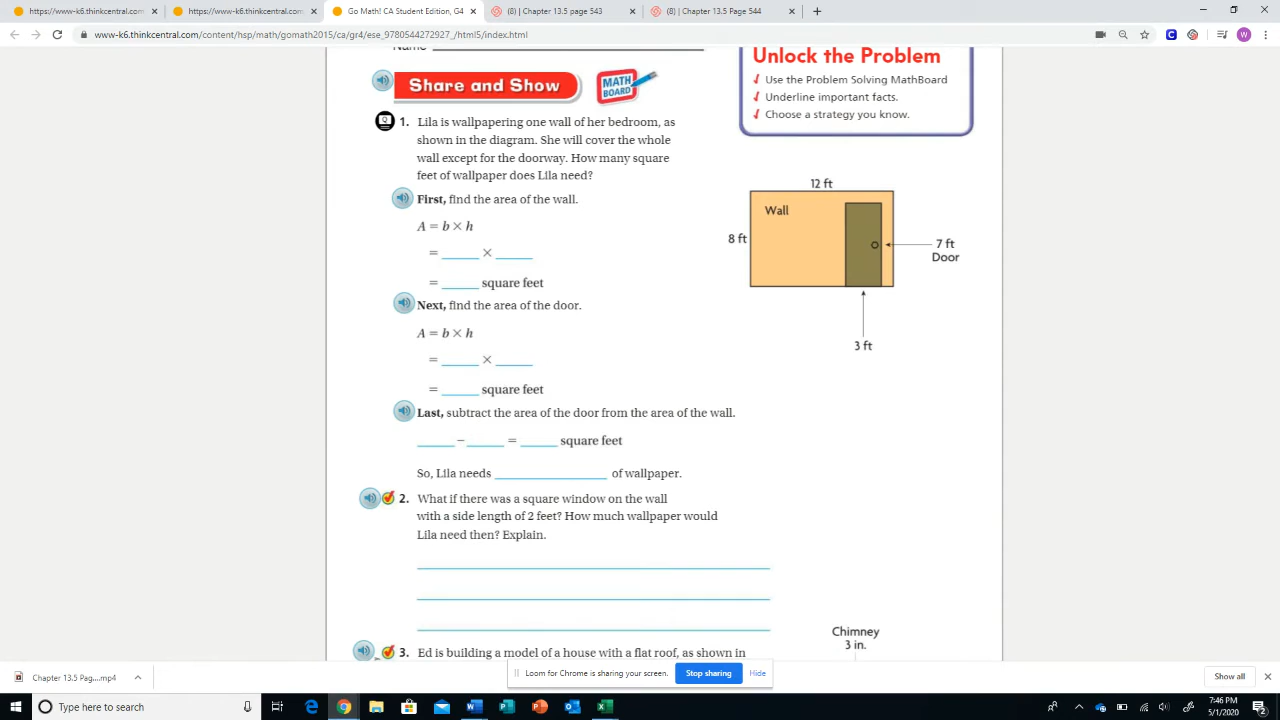 https://www-k6.thinkcentral.com/
https://www-k6.thinkcentral.com/
Go Math! CA Student Edition, G4
(8) | Chapter 13.5 page 543
(8) | Chapter 13.5 Page 544
www-k6.thinkcentral.com/content/hsp/math/gomath2015/ca/gr4/ese_9780544272927_/html5/index.html
W
Name
Unlock the Problem
√ Use the Problem Solving MathBoard
√ Underline important facts.
√ Choose a strategy you know.
Share and Show
MATH
BOARD
1. Lila is wallpapering one wall of her bedroom, as
shown in the diagram. She will cover the whole
wall except for the doorway. How many square
feet of wallpaper does Lila need?
First, find the area of the wall.
A = b × h
= ____ × ____
= ____ square feet
12 ft
Wall
8 ft
7 ft
Door
3 ft
Next, find the area of the door.
A = b × h
= ____ × ____
= ____ square feet
Last, subtract the area of the door from the area of the wall.
____ − ____ = ____ square feet
So, Lila needs ____________ of wallpaper.
2. What if there was a square window on the wall
with a side length of 2 feet? How much wallpaper would
Lila need then? Explain.
Chimney
3 in.
3. Ed is building a model of a house with a flat roof, as shown in
Loom for Chrome is sharing your screen.
Stop sharing
Hide
Chapter 13.5 Pag....mp4
Show all
Type here to search
7:46 PM
5/1/2020